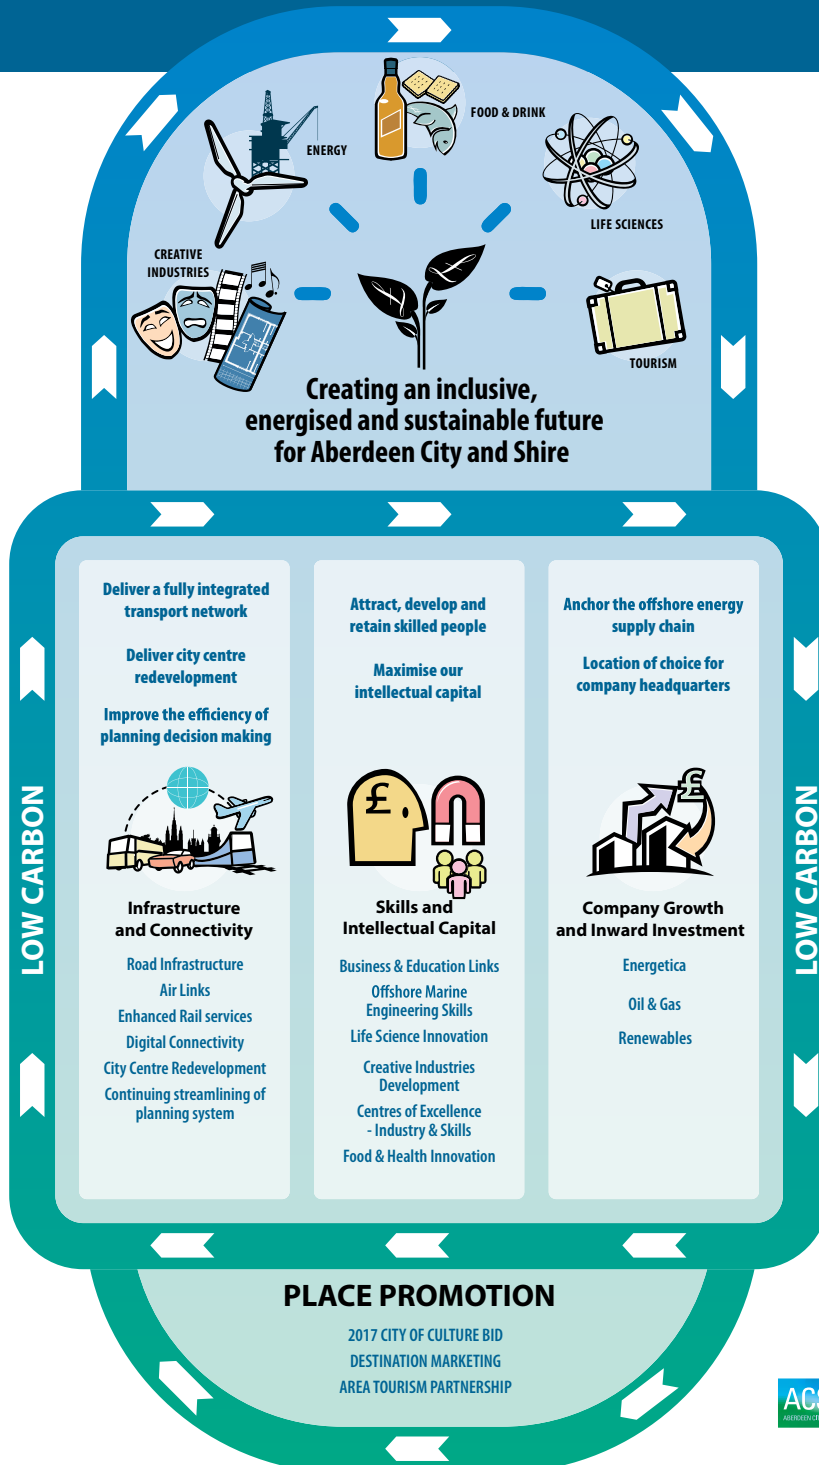 FOOD & DRINK
ENERGY
LIFE SCIENCES
CREATIVE
INDUSTRIES
TOURISM
Creating an inclusive,
energised and sustainable future
for Aberdeen City and Shire
Deliver a fully integrated
transport network
Deliver city centre
redevelopment
Improve the efficiency of
planning decision making
£
Infrastructure
and Connectivity
Road Infrastructure
Air Links
Enhanced Rail services
Digital Connectivity
City Centre Redevelopment
Continuing streamlining of
planning system
Attract, develop and
retain skilled people
Maximise our
intellectual capital
Skills and
Intellectual Capital
Business & Education Links
Offshore Marine
Engineering Skills
Life Science Innovation
Creative Industries
Development
Centres of Excellence
- Industry & Skills
Food & Health Innovation
Anchor the offshore energy
supply chain
Location of choice for
company headquarters
£
Company Growth
and Inward Investment
Energetica
Oil & Gas
Renewables
LOW CARBON
LOW CARBON
PLACE PROMOTION
2017 CITY OF CULTURE BID
DESTINATION MARKETING
AREA TOURISM PARTNERSHIP